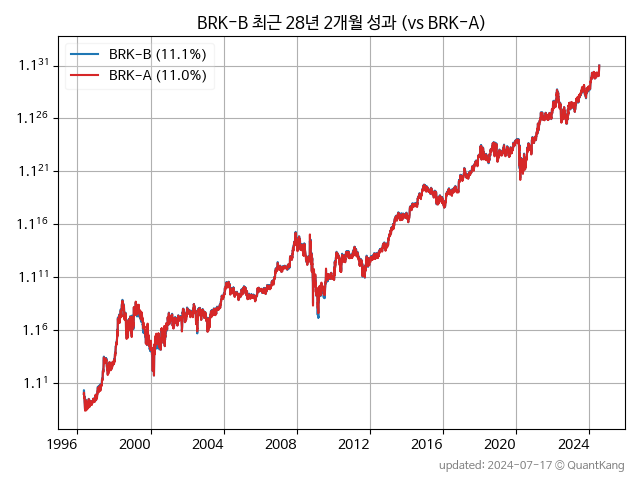 BRK-B 최근 28년 2개월 성과 (vs BRK-A)
BRK-B (11.1%)
BRK-A (11.0%)
1.1³¹
1.1²⁶
1.1²¹
1.1¹⁶
1.1¹¹
1.1⁶
1.1¹
1996 2000 2004 2008 2012 2016 2020 2024
updated: 2024-07-17 © QuantKang